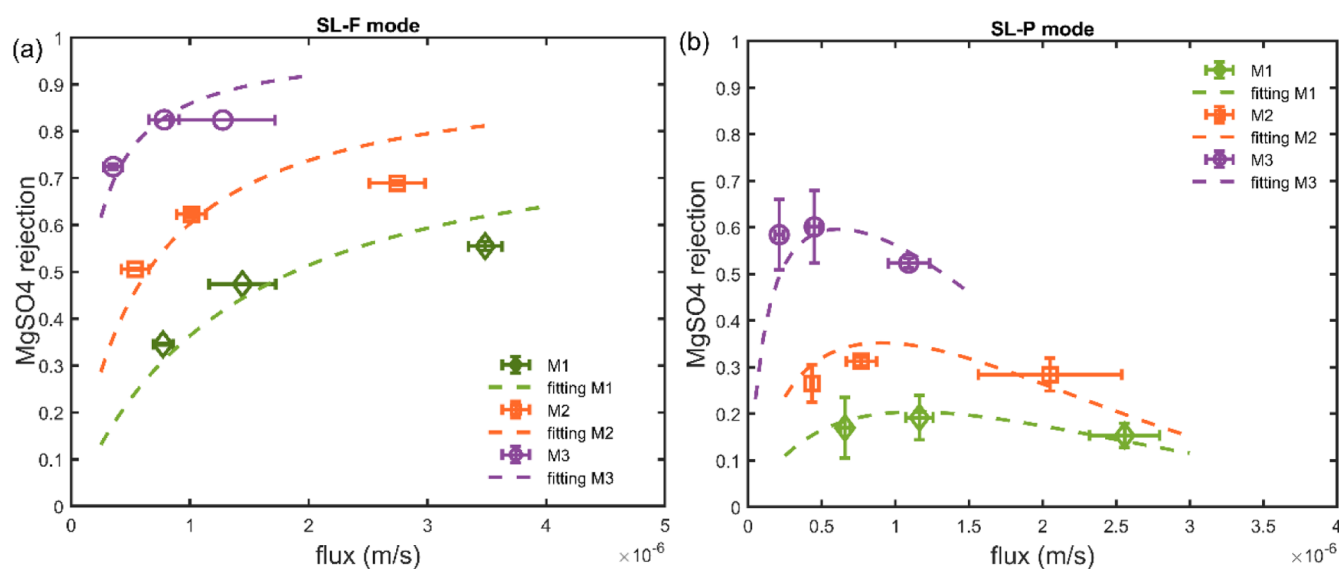 (a)
SL-F mode
MgSO4 rejection
1
0.9
0.8
0.7
0.6
0.5
0.4
0.3
0.2
0.1
0
0 1 2 3 4 5
flux (m/s)
×10⁻⁶
M1
fitting M1
M2
fitting M2
M3
fitting M3
(b)
SL-P mode
MgSO4 rejection
1
0.9
0.8
0.7
0.6
0.5
0.4
0.3
0.2
0.1
0
0 0.5 1 1.5 2 2.5 3 3.5 4
flux (m/s)
×10⁻⁶
M1
fitting M1
M2
fitting M2
M3
fitting M3